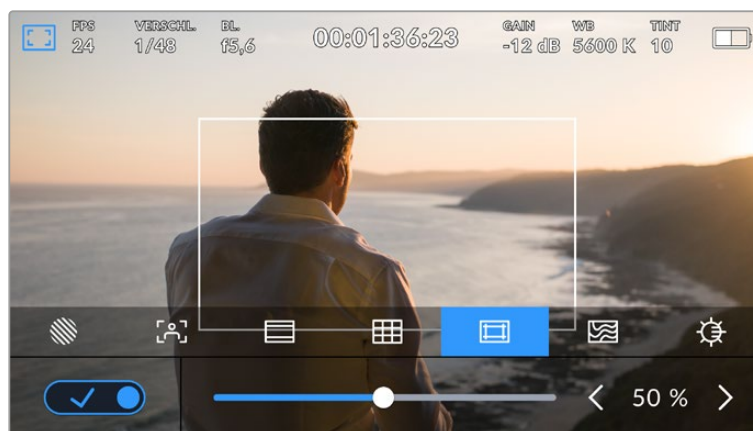 FPS VERSCHL. BL. 00:01:36:23 GAIN WB TINT
24 1/48 f5,6 -12 dB 5600 K 10
50 %